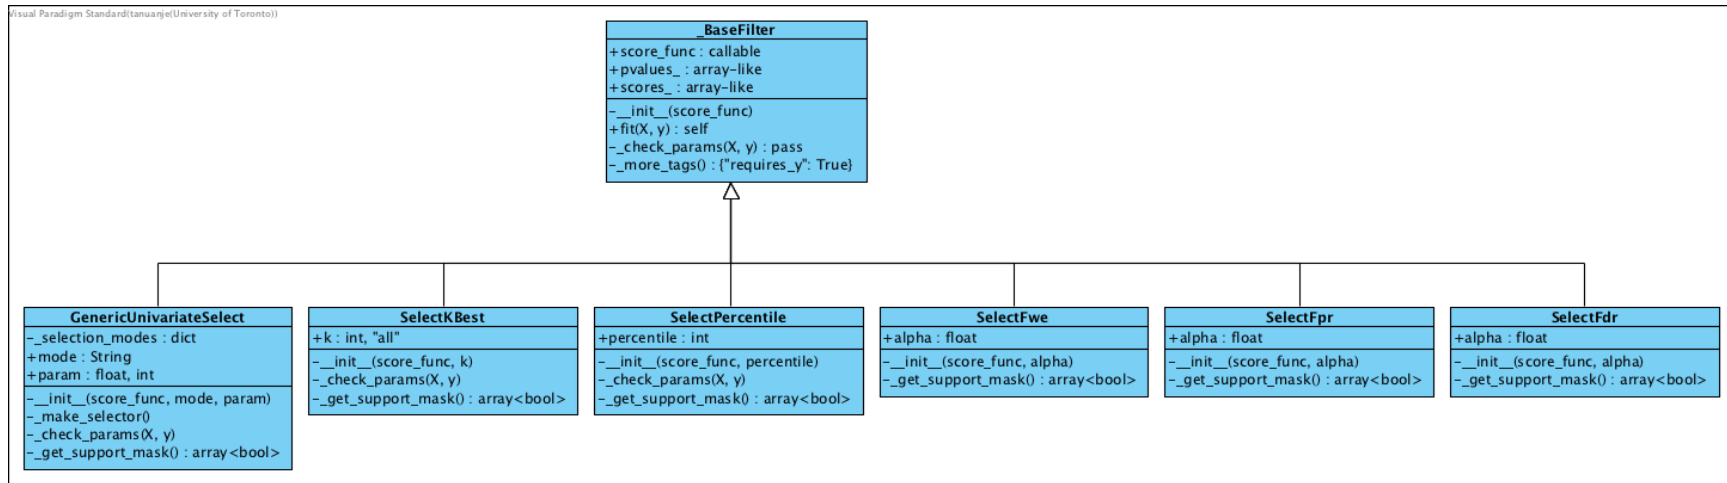 Visual Paradigm Standard(tanuanje(University of Toronto))
_BaseFilter
+score_func : callable
+pvalues_ : array-like
+scores_ : array-like
-__init__(score_func)
+fit(X, y) : self
-_check_params(X, y) : pass
-_more_tags() : {"requires_y": True}
GenericUnivariateSelect
-_selection_modes : dict
+mode : String
+param : float, int
-__init__(score_func, mode, param)
-_make_selector()
-_check_params(X, y)
-_get_support_mask() : array<bool>
SelectKBest
+k : int, "all"
-__init__(score_func, k)
-_check_params(X, y)
-_get_support_mask() : array<bool>
SelectPercentile
+percentile : int
-__init__(score_func, percentile)
-_check_params(X, y)
-_get_support_mask() : array<bool>
SelectFwe
+alpha : float
-__init__(score_func, alpha)
-_get_support_mask() : array<bool>
SelectFpr
+alpha : float
-__init__(score_func, alpha)
-_get_support_mask() : array<bool>
SelectFdr
+alpha : float
-__init__(score_func, alpha)
-_get_support_mask() : array<bool>